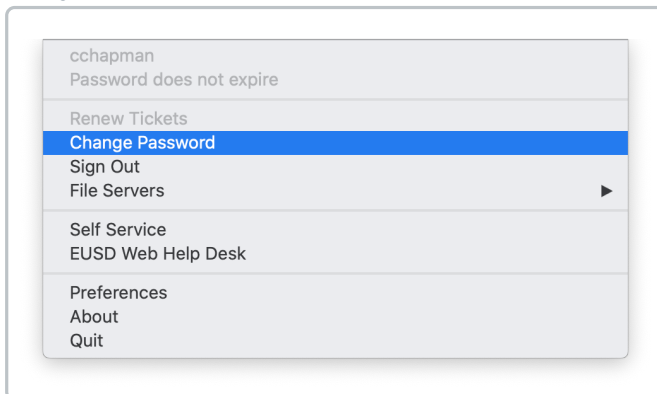 cchapman
Password does not expire
Renew Tickets
Change Password
Sign Out
File Servers
Self Service
EUSD Web Help Desk
Preferences
About
Quit